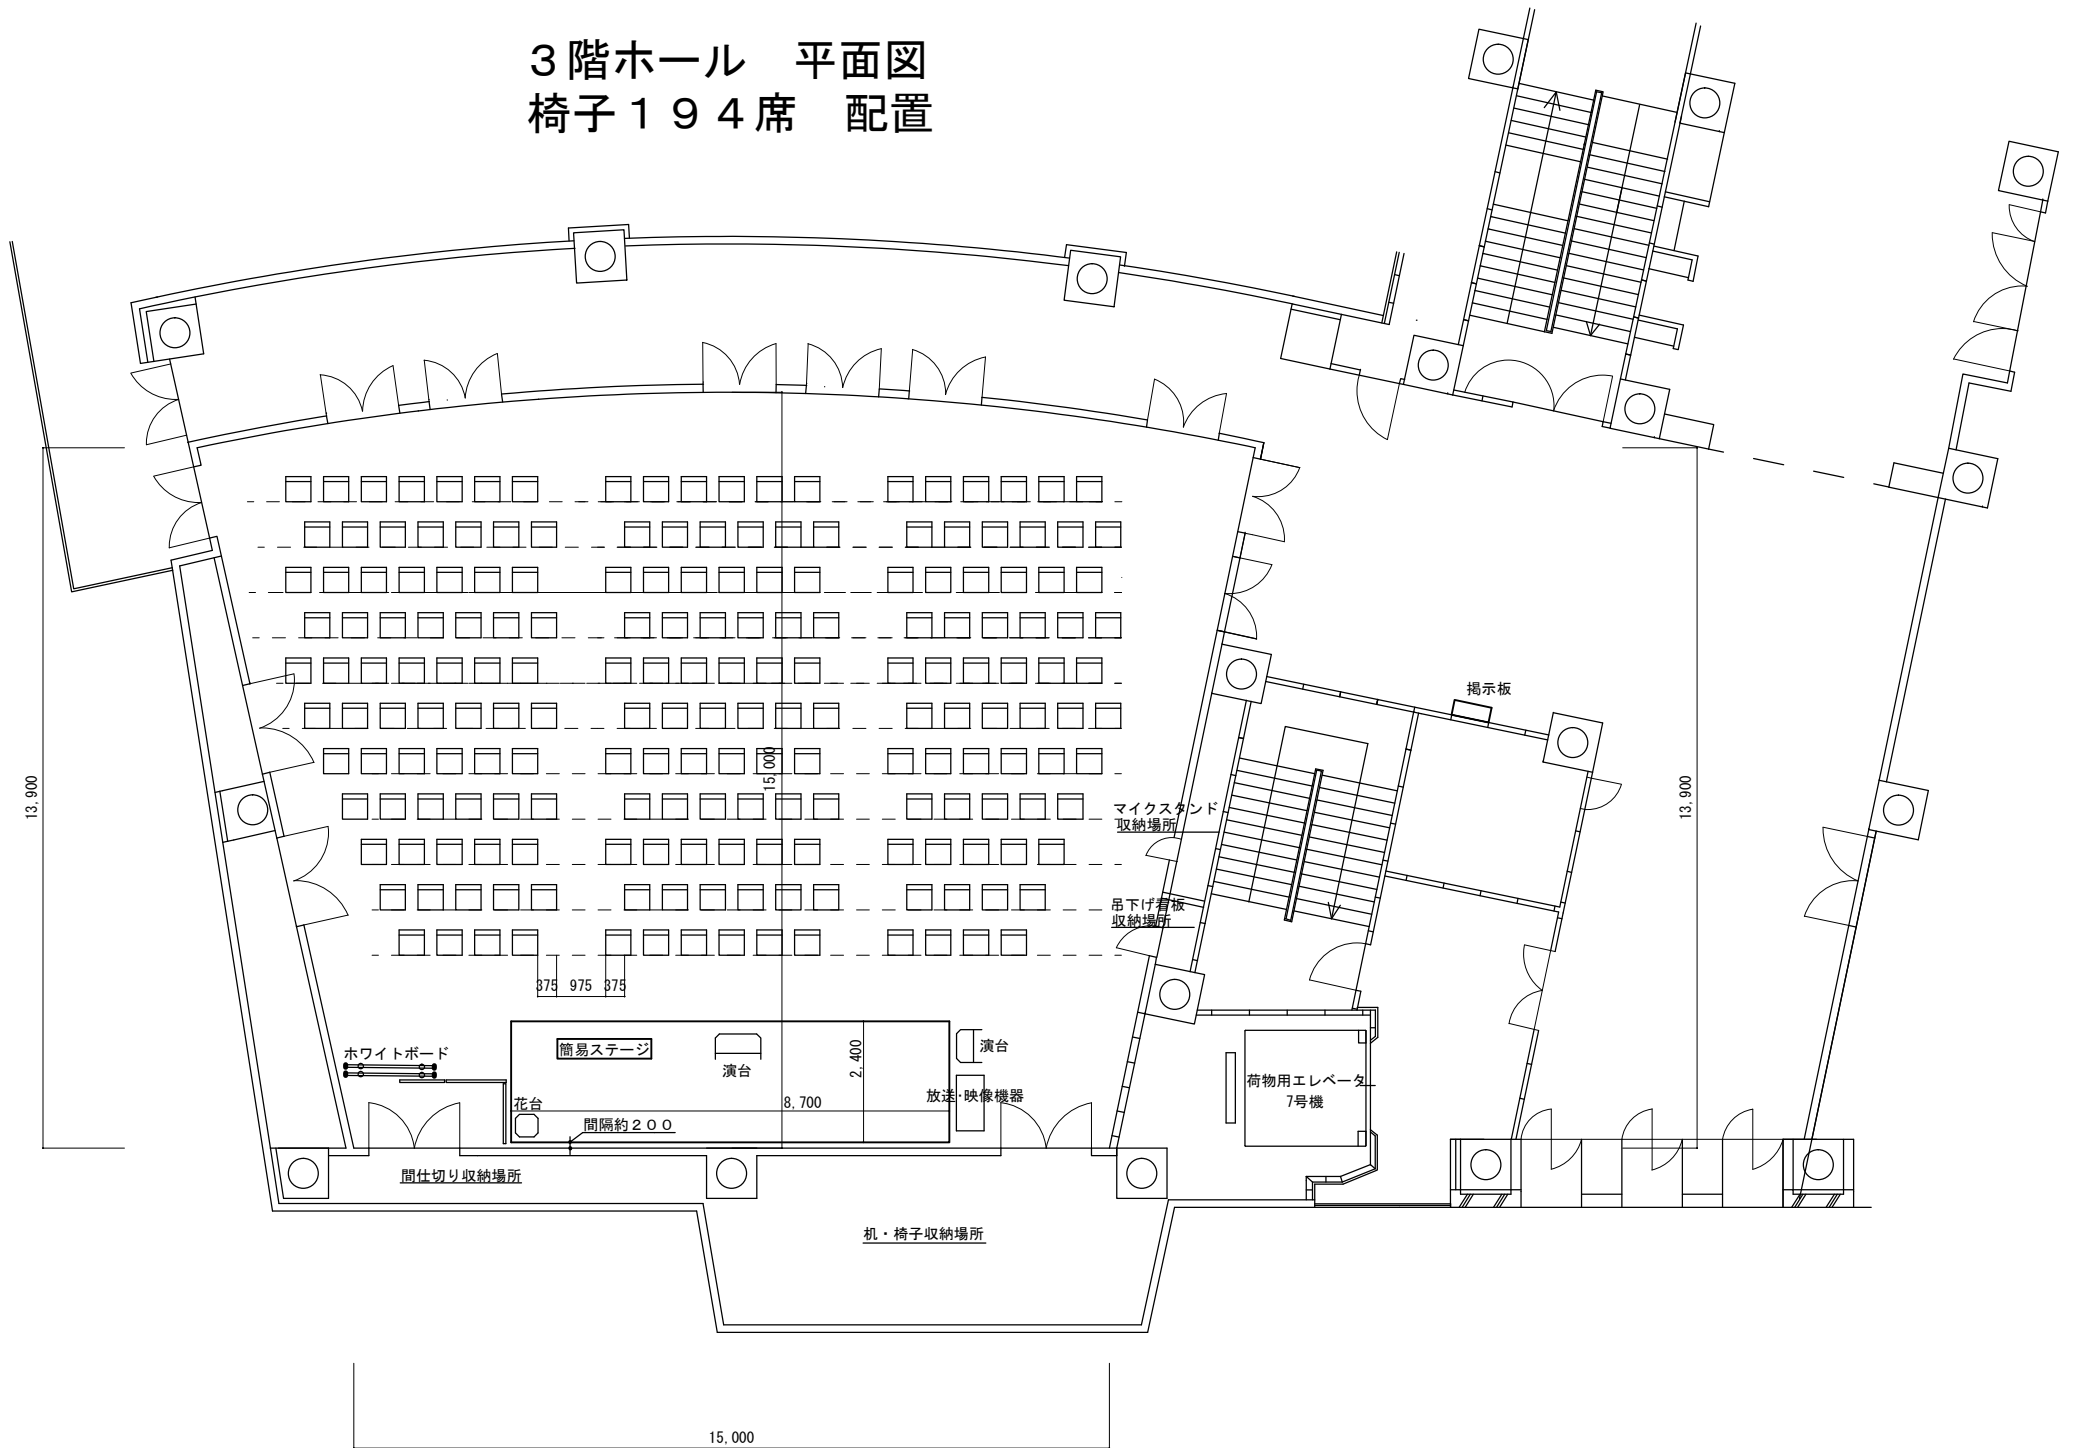 ３階ホール　平面図
椅子１９４席　配置
掲示板
13,900
15,000
13,900
マイクスタンド
収納場所
吊下げ看板
収納場所
375 975 375
ホワイトボード
簡易ステージ
演台
2,400
演台
放送・映像機器
荷物用エレベータ
7号機
花台
8,700
間隔約２００
間仕切り収納場所
机・椅子収納場所
15,000